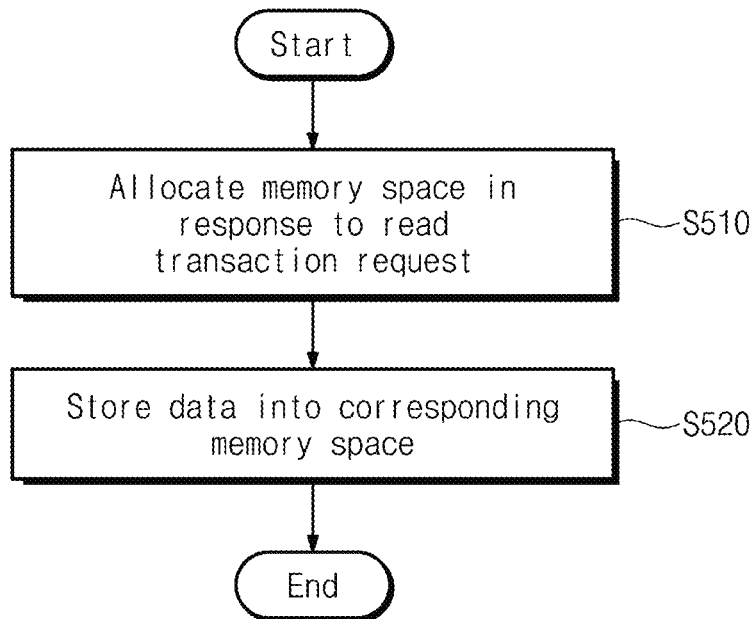 Start
Allocate memory space in
response to read
transaction request
S510
Store data into corresponding
memory space
S520
End